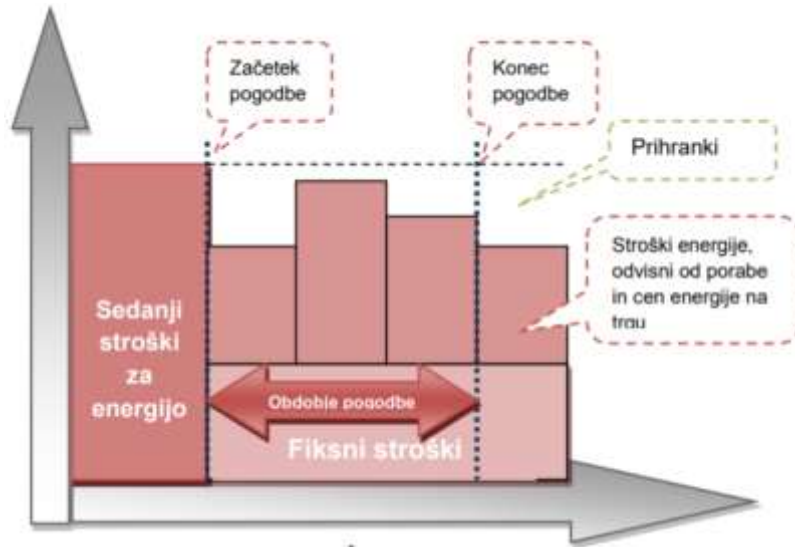 Začetek
pogodbe
Konec
pogodbe
Prihranki
Stroški energije,
odvisni od porabe
in cen energije na
trgu
Sedanji
stroški
za
energijo
Obdobje pogodbe
Fiksni stroški